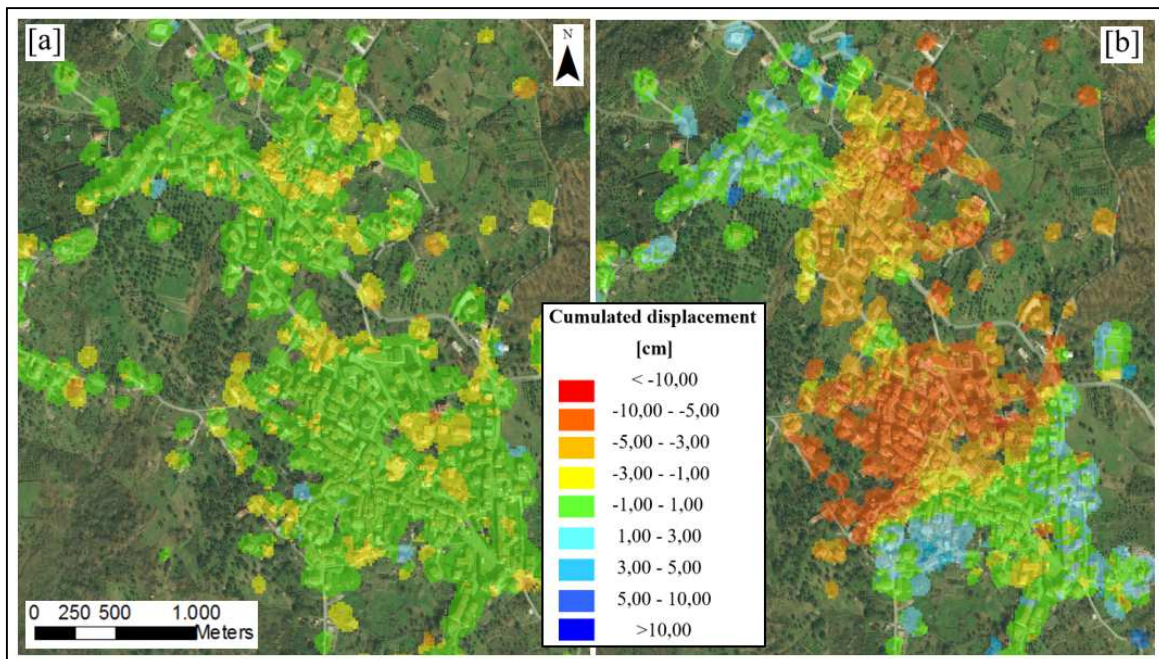 [a]
N
[b]
Cumulated displacement
[cm]
< -10,00
-10,00 - -5,00
-5,00 - -3,00
-3,00 - -1,00
-1,00 - 1,00
1,00 - 3,00
3,00 - 5,00
5,00 - 10,00
>10,00
0 250 500 1.000
Meters